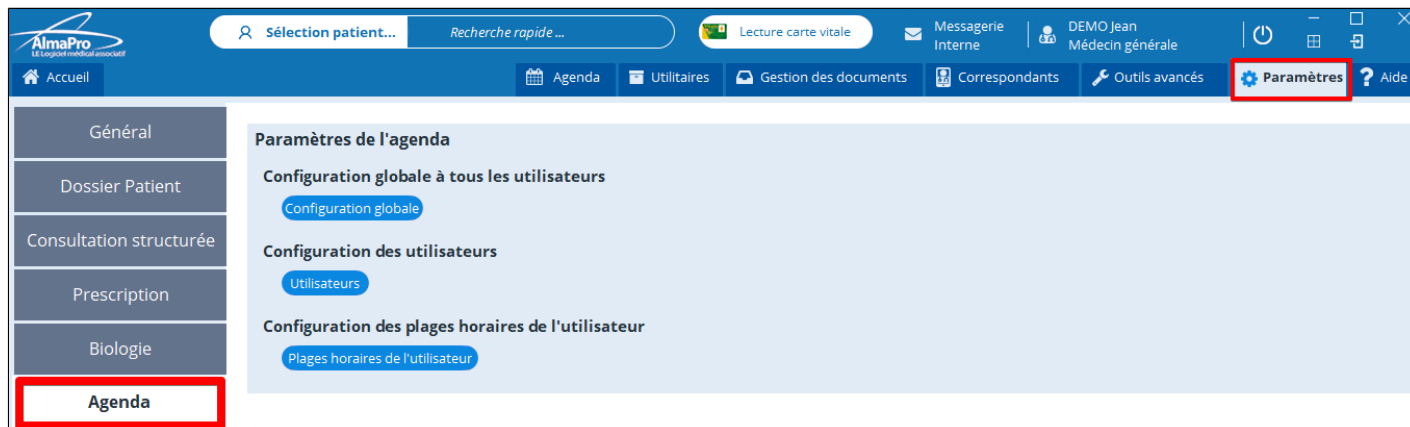 AlmaPro
LE Logiciel médical associatif
Sélection patient...
Recherche rapide ...
Lecture carte vitale
Messagerie
Interne
DEMO Jean
Médecin générale
Accueil
Agenda
Utilitaires
Gestion des documents
Correspondants
Outils avancés
Paramètres
? Aide
Général
Dossier Patient
Consultation structurée
Prescription
Biologie
Agenda
Paramètres de l'agenda
Configuration globale à tous les utilisateurs
Configuration globale
Configuration des utilisateurs
Utilisateurs
Configuration des plages horaires de l'utilisateur
Plages horaires de l'utilisateur